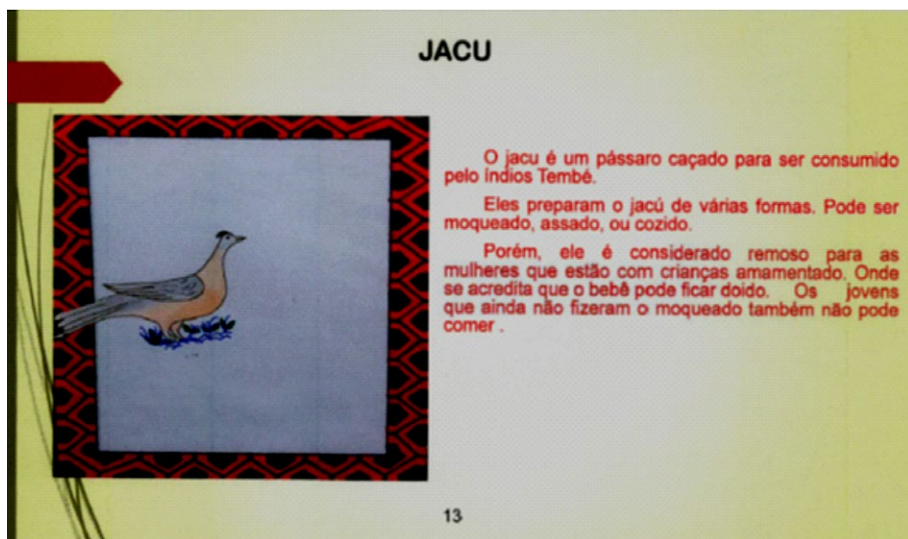 JACU
O jacu é um pássaro caçado para ser consumido
pelo Índios Tembé.
Eles preparam o jacú de várias formas. Pode ser
moqueado, assado, ou cozido.
Porém, ele é considerado remoso para as
mulheres que estão com crianças amamentado. Onde
se acredita que o bebê pode ficar doido. Os jovens
que ainda não fizeram o moqueado também não pode
comer .
13